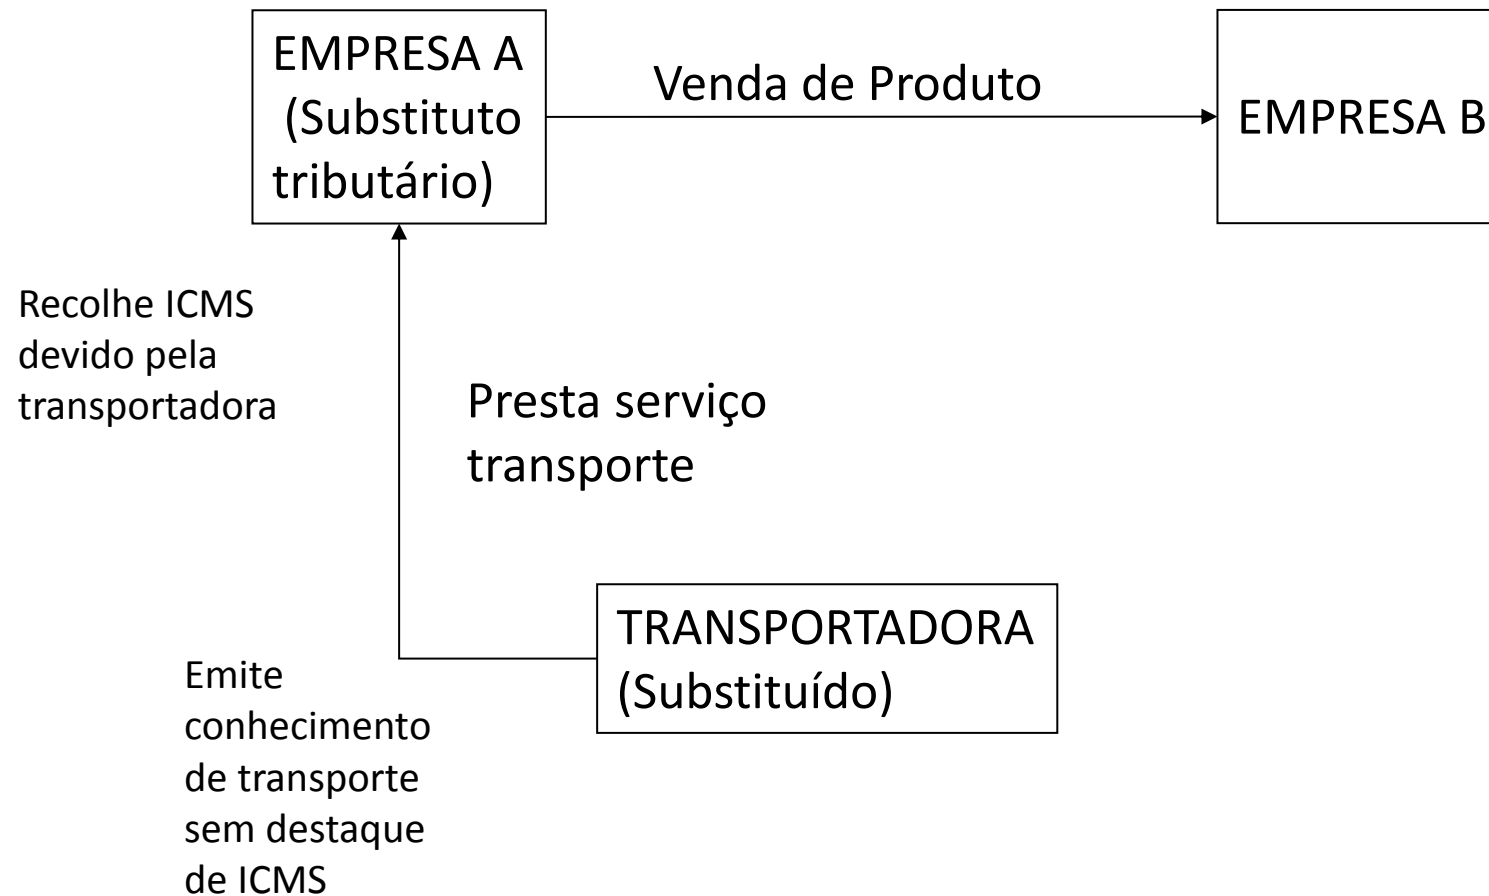 EMPRESA A
(Substituto
tributário)
Venda de Produto
EMPRESA B
Recolhe ICMS
devido pela
transportadora
Presta serviço
transporte
TRANSPORTADORA
(Substituído)
Emite
conhecimento
de transporte
sem destaque
de ICMS